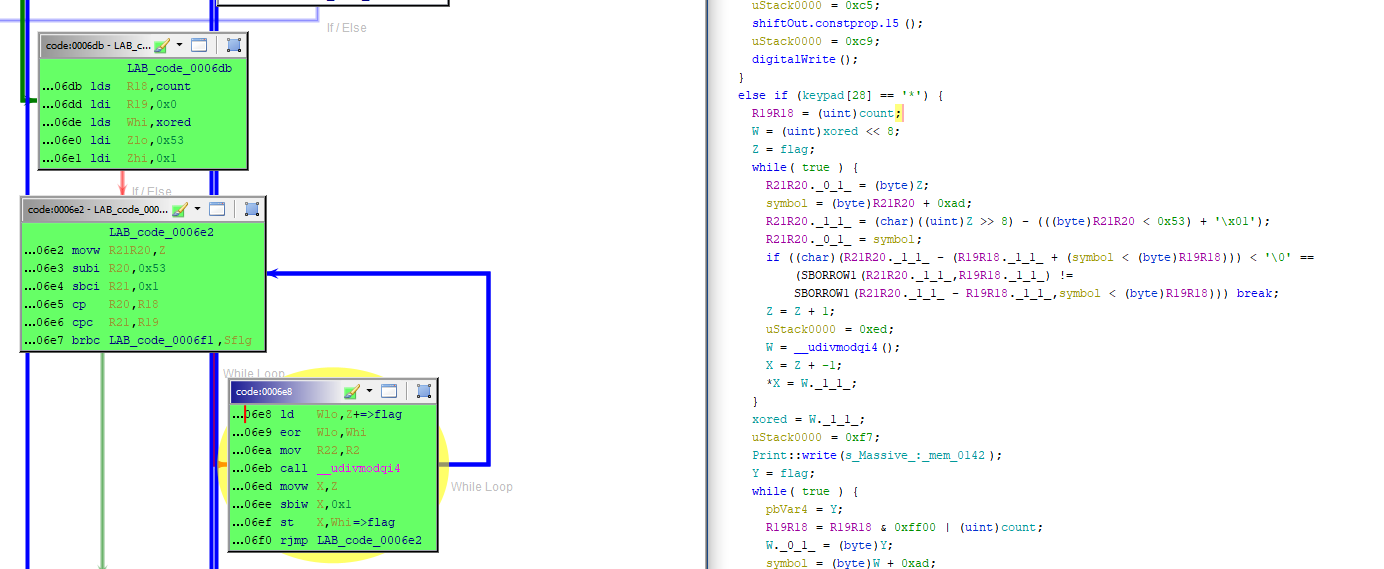 If / Else
code:0006db - LAB_c...
LAB_code_0006db
...06db lds R18,count
...06dd ldi R19,0x0
...06de lds Whi,xored
...06e0 ldi Zlo,0x53
...06e1 ldi Zhi,0x1
If / Else
code:0006e2 - LAB_code_000...
LAB_code_0006e2
...06e2 movw R21R20,Z
...06e3 subi R20,0x53
...06e4 sbci R21,0x1
...06e5 cp R20,R18
...06e6 cpc R21,R19
...06e7 brbc LAB_code_0006f1,Sflg
While Loop
code:0006e8
...06e8 ld Wlo,Z+=>flag
...06e9 eor Wlo,Whi
...06ea mov R22,R2
...06eb call __udivmodqi4
...06ed movw X,Z
...06ee sbiw X,0x1
...06ef st X,Whi=>flag
...06f0 rjmp LAB_code_0006e2
While Loop
uStack0000 = 0xc5;
shiftOut.constprop.15 ();
uStack0000 = 0xc9;
digitalWrite ();
}
else if (keypad[28] == '*') {
R19R18 = (uint)count;
W = (uint)xored << 8;
Z = flag;
while( true ) {
R21R20._0_1_ = (byte)Z;
symbol = (byte)R21R20 + 0xad;
R21R20._1_1_ = (char)((uint)Z >> 8) - (((byte)R21R20 < 0x53) + '\x01');
R21R20._0_1_ = symbol;
if ((char)(R21R20._1_1_ - (R19R18._1_1_ + (symbol < (byte)R19R18))) < '\0' ==
(SBORROW1(R21R20._1_1_,R19R18._1_1_) !=
SBORROW1(R21R20._1_1_ - R19R18._1_1_,symbol < (byte)R19R18))) break;
Z = Z + 1;
uStack0000 = 0xed;
W = __udivmodqi4 ();
X = Z + -1;
*X = W._1_1_;
}
xored = W._1_1_;
uStack0000 = 0xf7;
Print::write(s_Massive_:_mem_0142);
Y = flag;
while( true ) {
pbVar4 = Y;
R19R18 = R19R18 & 0xff00 | (uint)count;
W._0_1_ = (byte)Y;
symbol = (byte)W + 0xad;